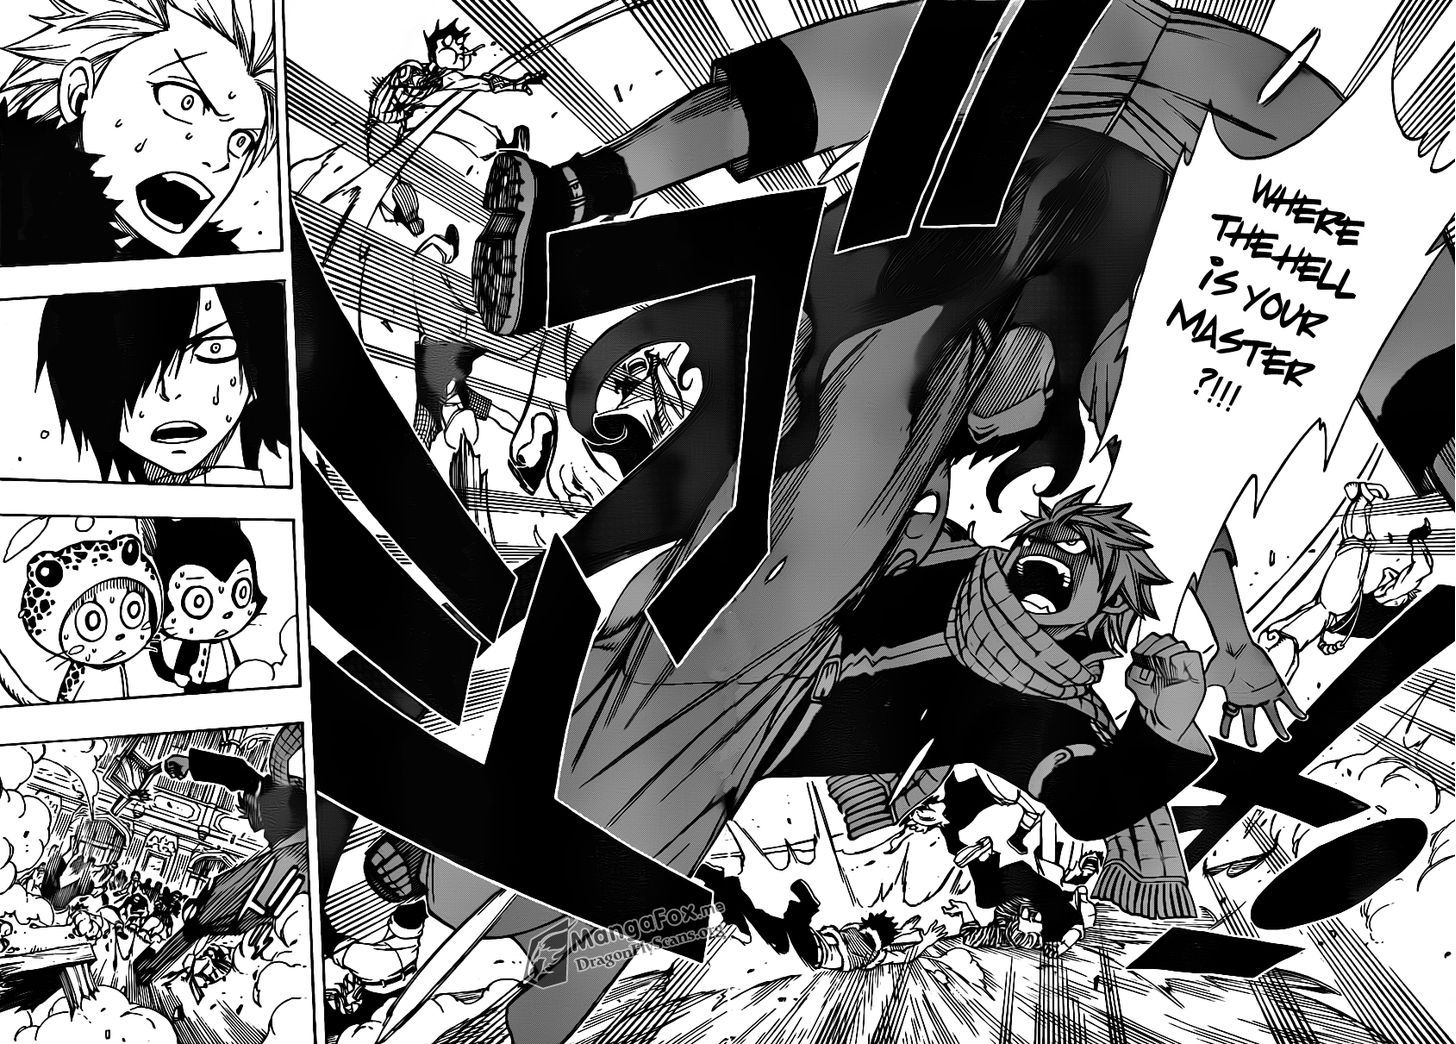 WHERE
THE HELL
iS YOUR
MASTER
?!!!
MangaFox.me
DragonFlyScans.org